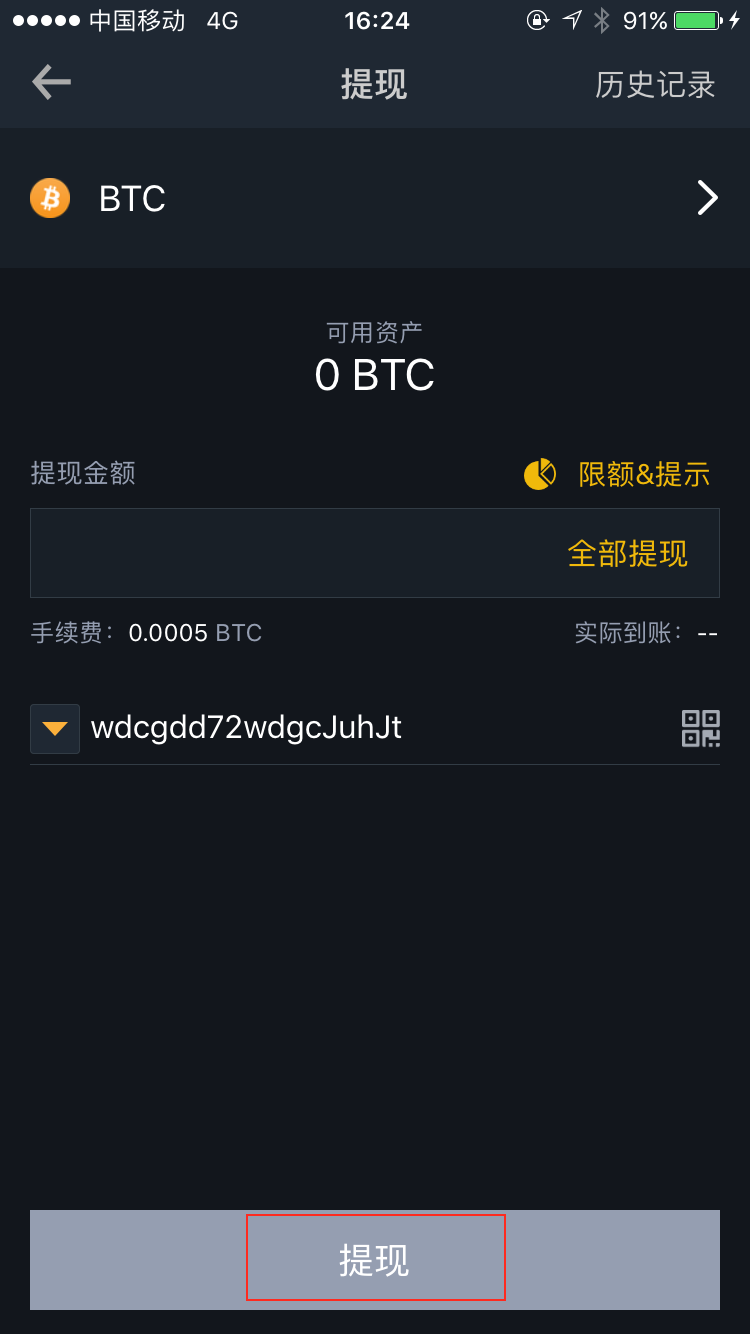 中国移动 4G 16:24 91%
提现 历史记录
BTC
可用资产
0 BTC
提现金额 限额&提示
全部提现
手续费: 0.0005 BTC 实际到账: --
wdcgdd72wdgcJuhJt
提现